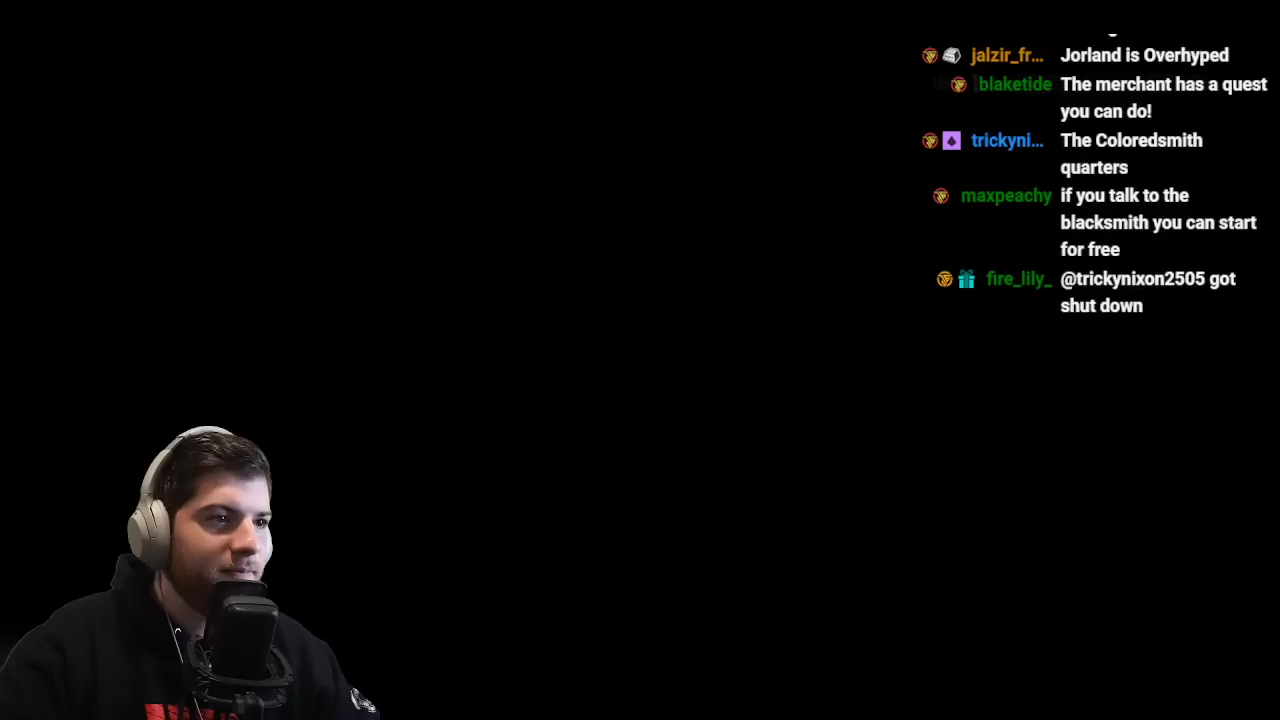 jalzir_fr... Jorland is Overhyped
blaketide The merchant has a quest
you can do!
trickyni... The Coloredsmith
quarters
maxpeachy if you talk to the
blacksmith you can start
for free
fire_lily_ @trickynixon2505 got
shut down